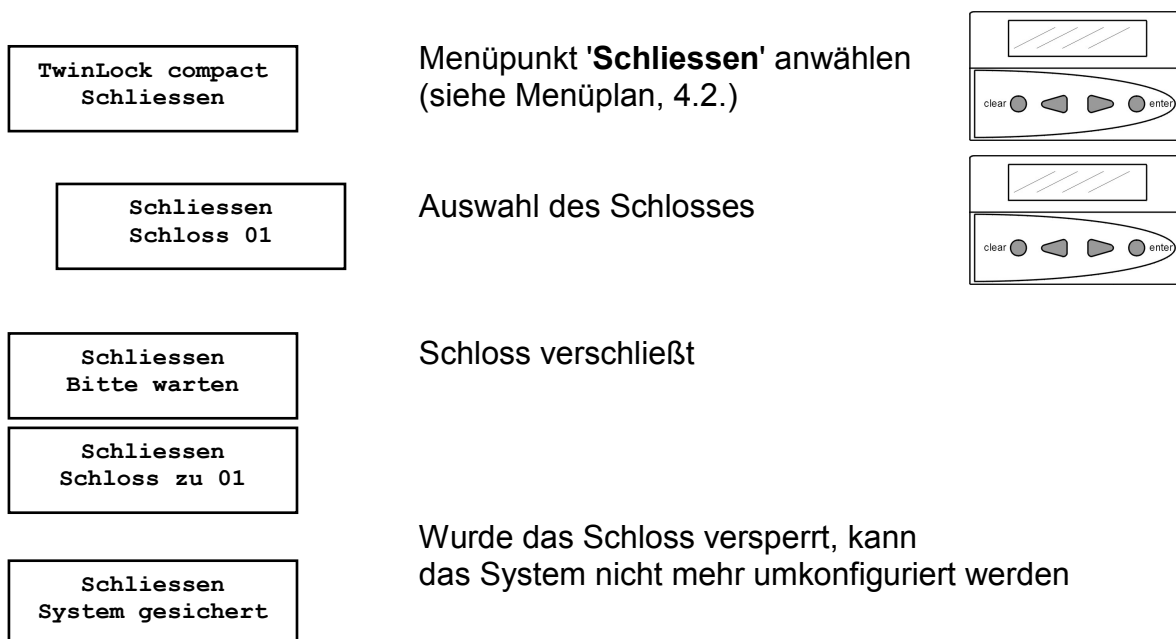 TwinLock compact
Schliessen
Menüpunkt 'Schliessen' anwählen
(siehe Menüplan, 4.2.)
clear enter
Schliessen
Schloss 01
Auswahl des Schlosses
clear enter
Schliessen
Bitte warten
Schloss verschließt
Schliessen
Schloss zu 01
Wurde das Schloss versperrt, kann
das System nicht mehr umkonfiguriert werden
Schliessen
System gesichert